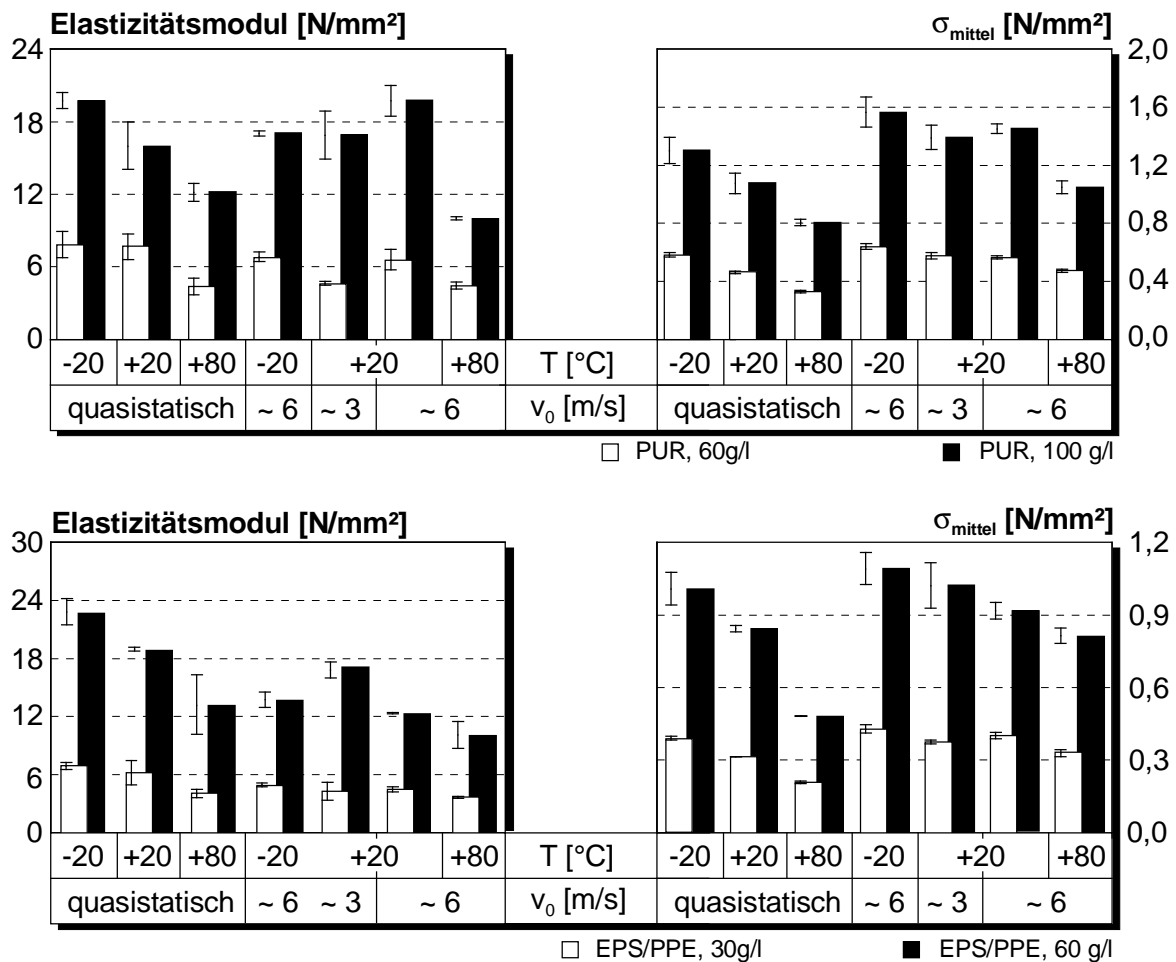 Elastizitätsmodul [N/mm²] σmittel [N/mm²]
24 2,0
18 1,6
12 1,2
6 0,8
0 0,4
0,0
-20 +20 +80 -20 +20 +80 T [°C] -20 +20 +80 -20 +20 +80
quasistatisch ~ 6 ~ 3 ~ 6 v₀ [m/s] quasistatisch ~ 6 ~ 3 ~ 6
PUR, 60g/l PUR, 100 g/l
Elastizitätsmodul [N/mm²] σmittel [N/mm²]
30 1,2
24 0,9
18 0,6
12 0,3
6 0,0
0
-20 +20 +80 -20 +20 +80 T [°C] -20 +20 +80 -20 +20 +80
quasistatisch ~ 6 ~ 3 ~ 6 v₀ [m/s] quasistatisch ~ 6 ~ 3 ~ 6
EPS/PPE, 30g/l EPS/PPE, 60 g/l